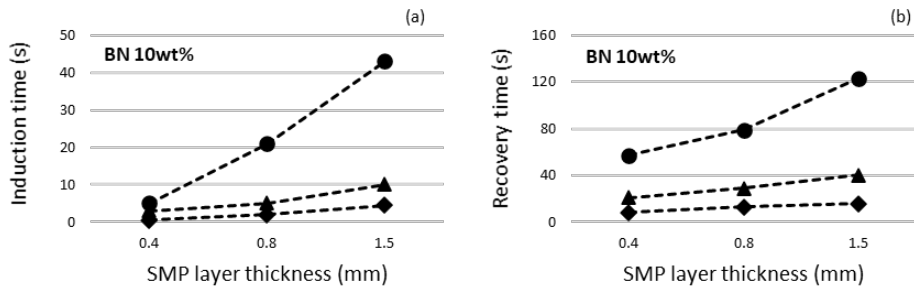 (a)
BN 10wt%
Induction time (s)
50
40
30
20
10
0
0.4 0.8 1.5
SMP layer thickness (mm)
(b)
BN 10wt%
Recovery time (s)
160
120
80
40
0
0.4 0.8 1.5
SMP layer thickness (mm)